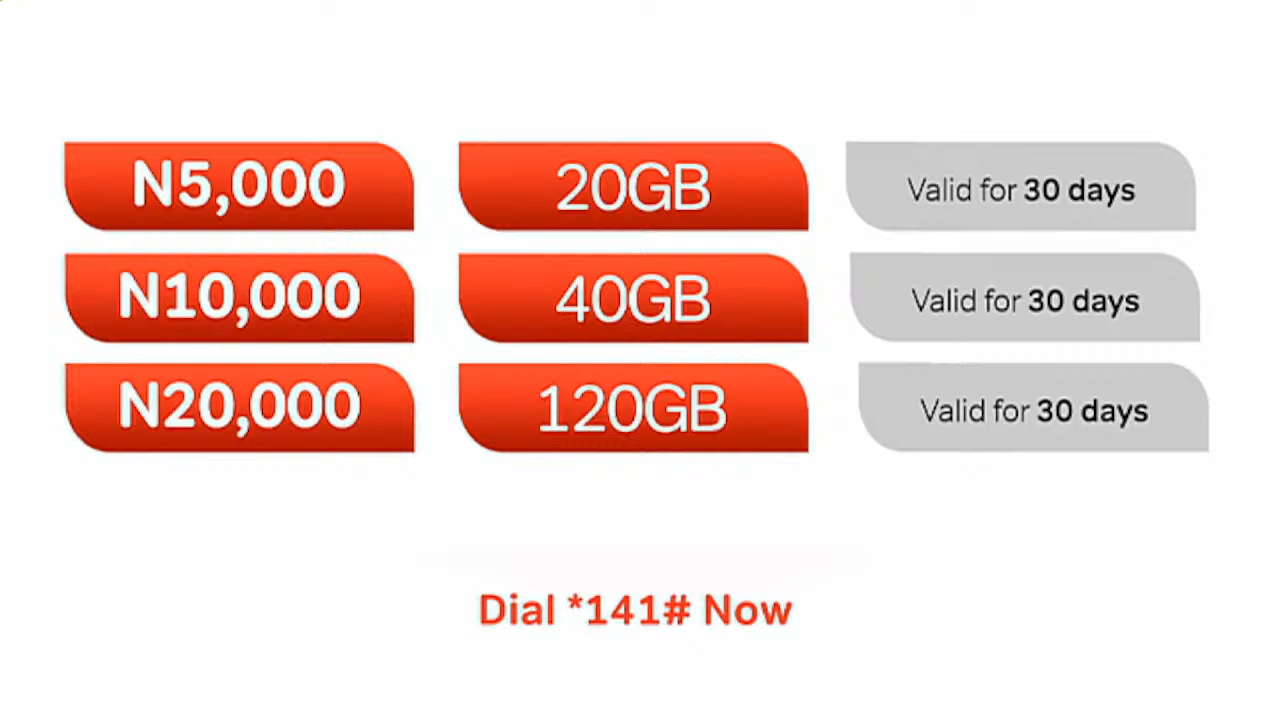 N5,000 20GB Valid for 30 days
N10,000 40GB Valid for 30 days
N20,000 120GB Valid for 30 days
Dial *141# Now